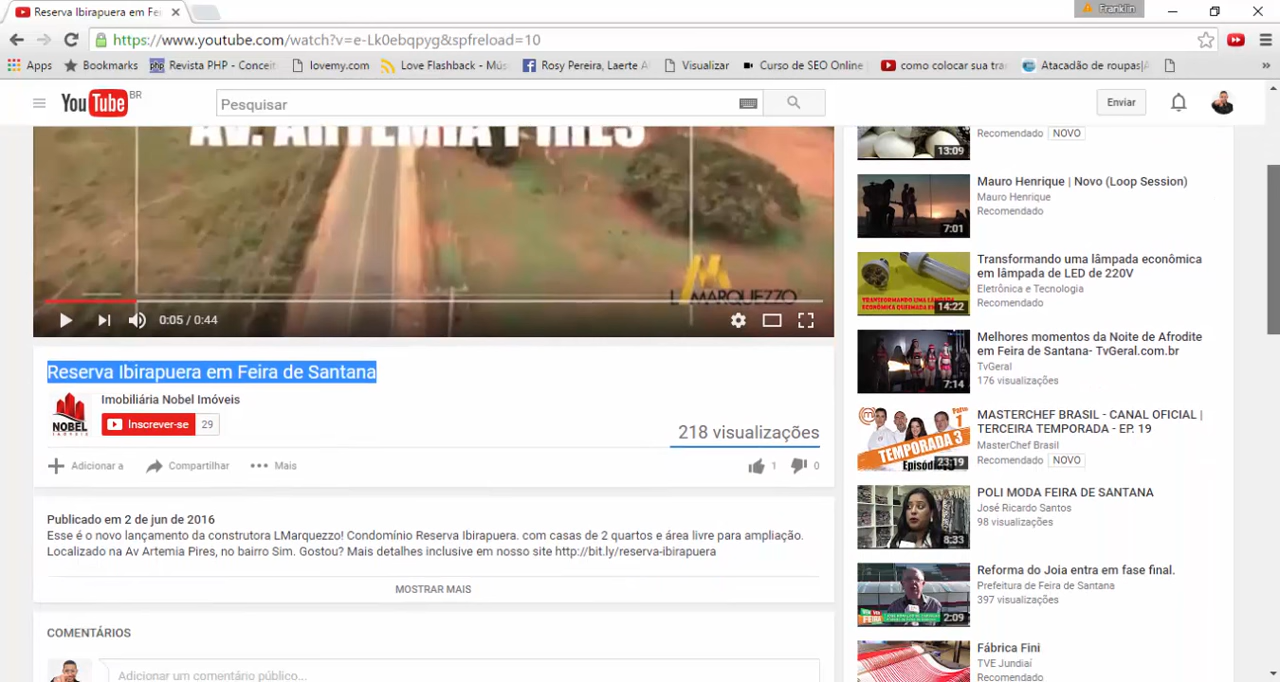 Reserva Ibirapuera em Fei
Franklin
https://www.youtube.com/watch?v=e-Lk0ebqpyg&spfreload=10
Apps
Bookmarks
php
Revista PHP - Conceit
lovemy.com
Love Flashback - Mús
Rosy Pereira, Laerte A
Visualizar
Curso de SEO Online
como colocar sua tra
Atacadão de roupas|A
YouTube BR
Pesquisar
Enviar
AV. ARTEMIA PIRES
LMARQUEZZO
0:05 / 0:44
Reserva Ibirapuera em Feira de Santana
Imobiliária Nobel Imóveis
NOBEL
Inscrever-se 29
218 visualizações
Adicionar a
Compartilhar
Mais
1
0
Publicado em 2 de jun de 2016
Esse é o novo lançamento da construtora LMarquezzo! Condomínio Reserva Ibirapuera. com casas de 2 quartos e área livre para ampliação.
Localizado na Av Artemia Pires, no bairro Sim. Gostou? Mais detalhes inclusive em nosso site http://bit.ly/reserva-ibirapuera
MOSTRAR MAIS
COMENTÁRIOS
Adicionar um comentário público...
13:09
Recomendado NOVO
7:01
Mauro Henrique | Novo (Loop Session)
Mauro Henrique
Recomendado
TRANSFORMANDO UMA LÂMPADA
14:22
Transformando uma lâmpada econômica
em lâmpada de LED de 220V
Eletrônica e Tecnologia
Recomendado
7:14
Melhores momentos da Noite de Afrodite
em Feira de Santana- TvGeral.com.br
TvGeral
176 visualizações
Parte 1
TEMPORADA 3
23:19
MASTERCHEF BRASIL - CANAL OFICIAL |
TERCEIRA TEMPORADA - EP. 19
MasterChef Brasil
Recomendado NOVO
8:33
POLI MODA FEIRA DE SANTANA
José Ricardo Santos
98 visualizações
2:09
Reforma do Joia entra em fase final.
Prefeitura de Feira de Santana
397 visualizações
Fábrica Fini
TVE Jundiaí
Recomendado